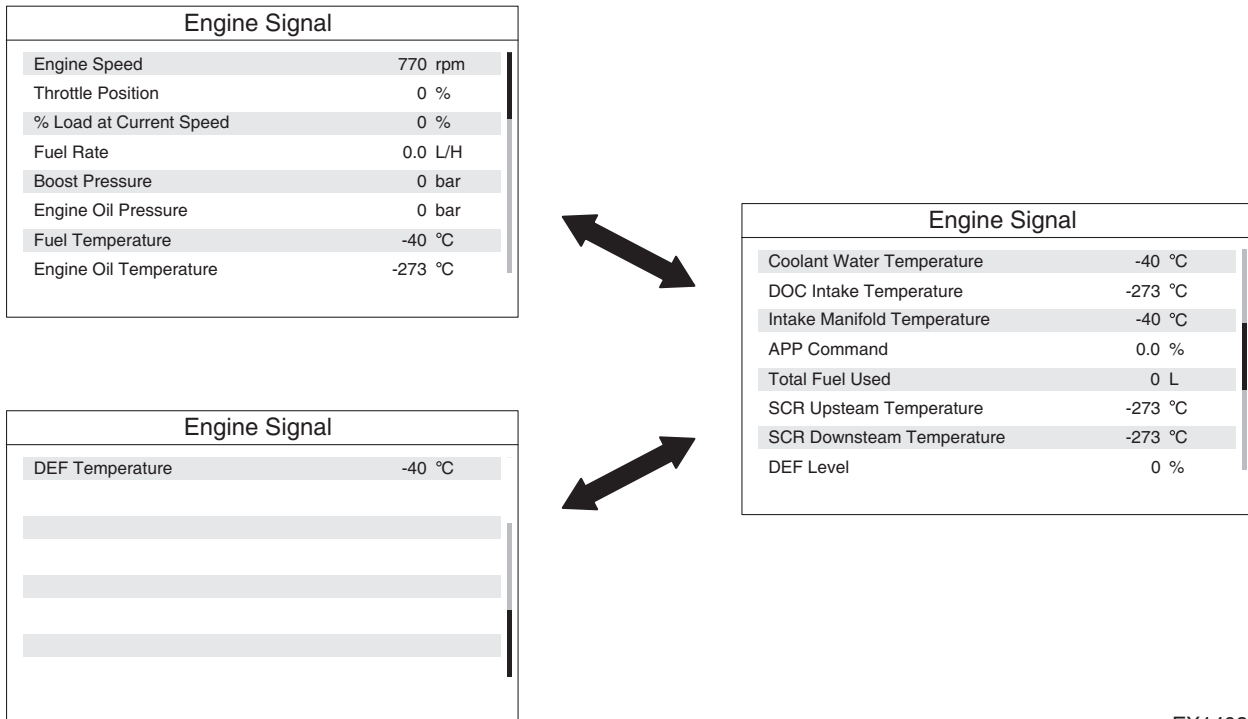 Engine Signal
Engine Speed 770 rpm
Throttle Position 0 %
% Load at Current Speed 0 %
Fuel Rate 0.0 L/H
Boost Pressure 0 bar
Engine Oil Pressure 0 bar
Fuel Temperature -40 °C
Engine Oil Temperature -273 °C
Engine Signal
Coolant Water Temperature -40 °C
DOC Intake Temperature -273 °C
Intake Manifold Temperature -40 °C
APP Command 0.0 %
Total Fuel Used 0 L
SCR Upsteam Temperature -273 °C
SCR Downsteam Temperature -273 °C
DEF Level 0 %
Engine Signal
DEF Temperature -40 °C